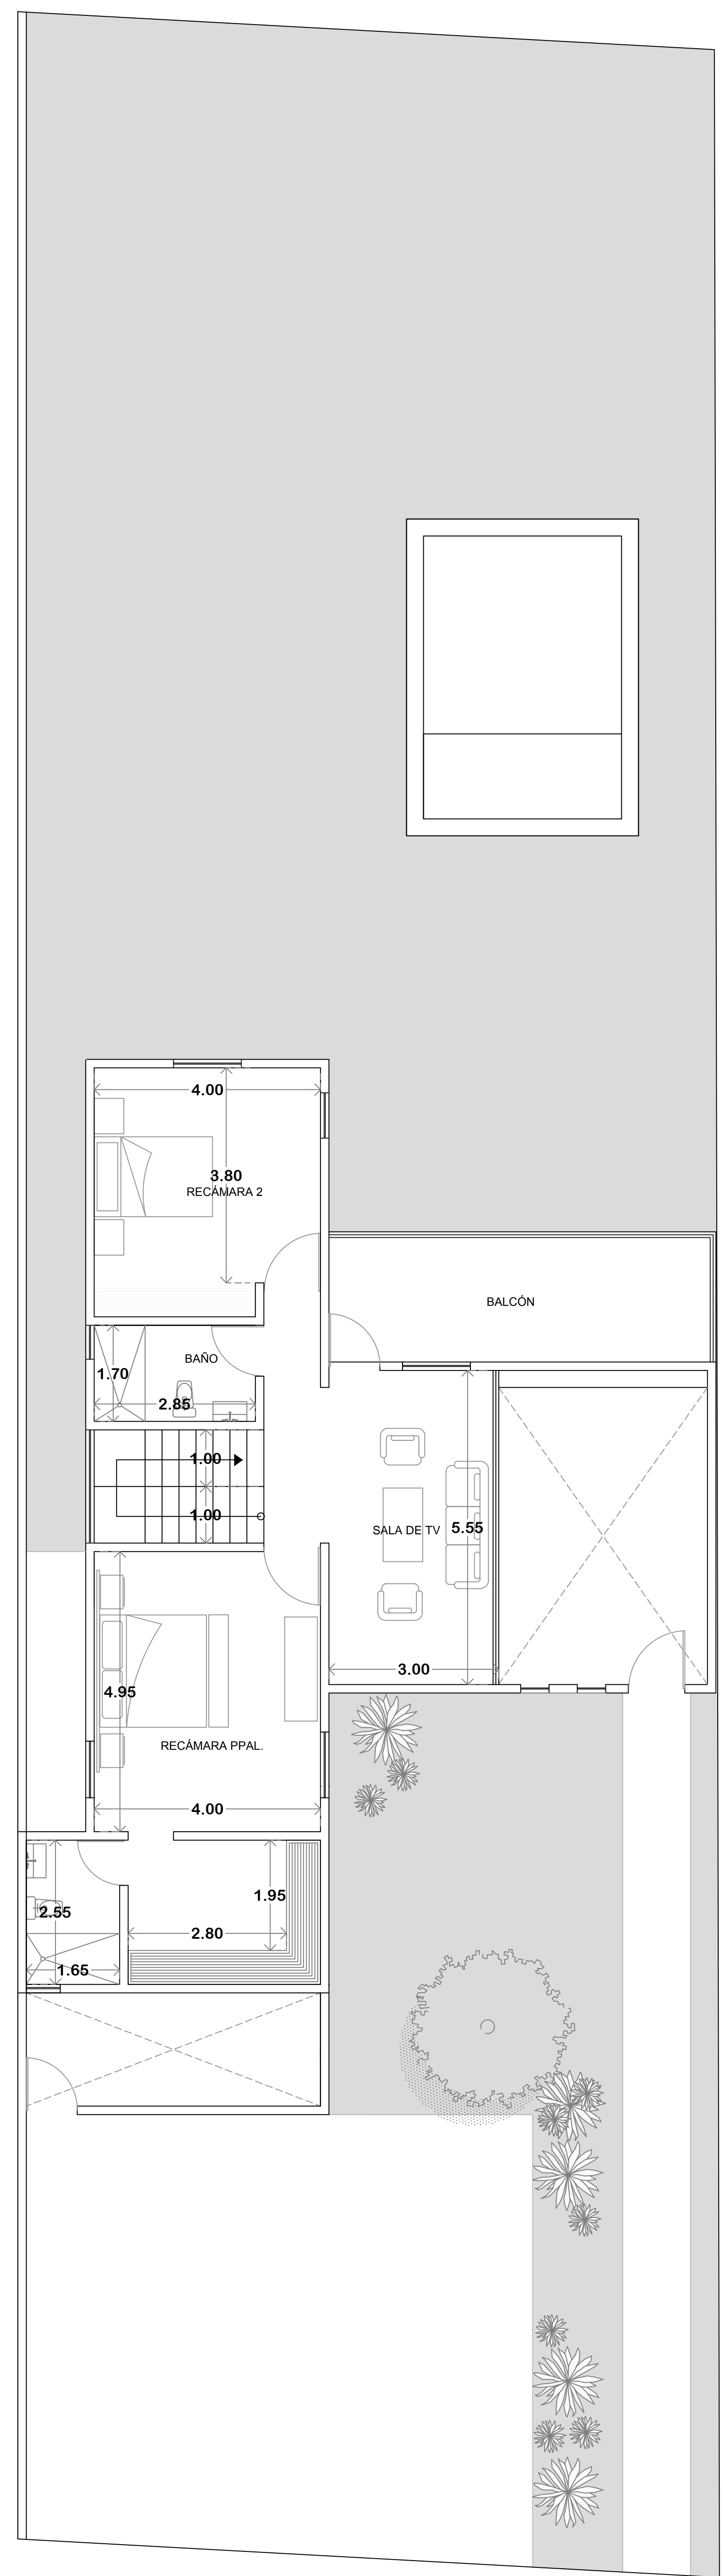 4.00
3.80
RECÁMARA 2
BALCÓN
BAÑO
1.70
2.85
1.00
1.00
SALA DE TV
5.55
3.00
4.95
RECÁMARA PPAL.
4.00
1.95
2.55
2.80
1.65